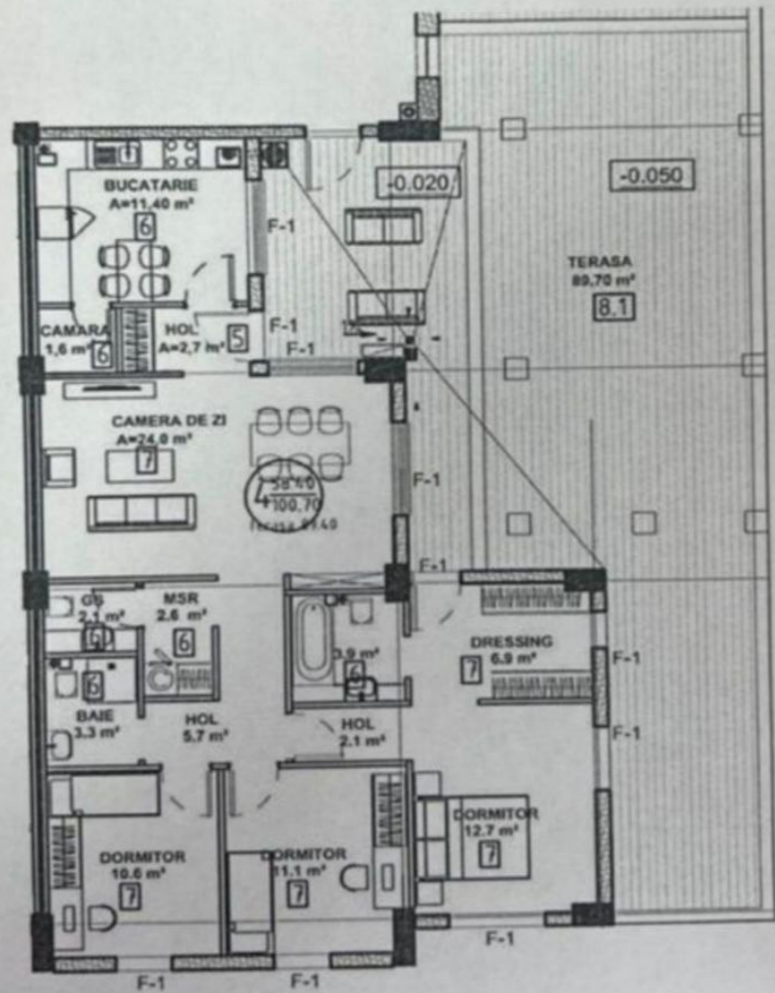 -0.020
-0.050
BUCATARIE
A=11,40 m²
6
F-1
TERASA
89,70 m²
8.1
CAMARA
1,6 m²
6
HOL
A=2,7 m²
5
F-1
F-1
CAMERA DE ZI
A=24,0 m²
7
4
58.40
100.70
89.40
F-1
F-1
GS
2.1 m²
MSR
2.6 m²
6
3.9 m²
6
DRESSING
6.9 m²
7
F-1
6
BAIE
3.3 m²
HOL
5.7 m²
HOL
2.1 m²
F-1
DORMITOR
10.6 m²
7
DORMITOR
11.1 m²
7
DORMITOR
12.7 m²
7
F-1
F-1
F-1